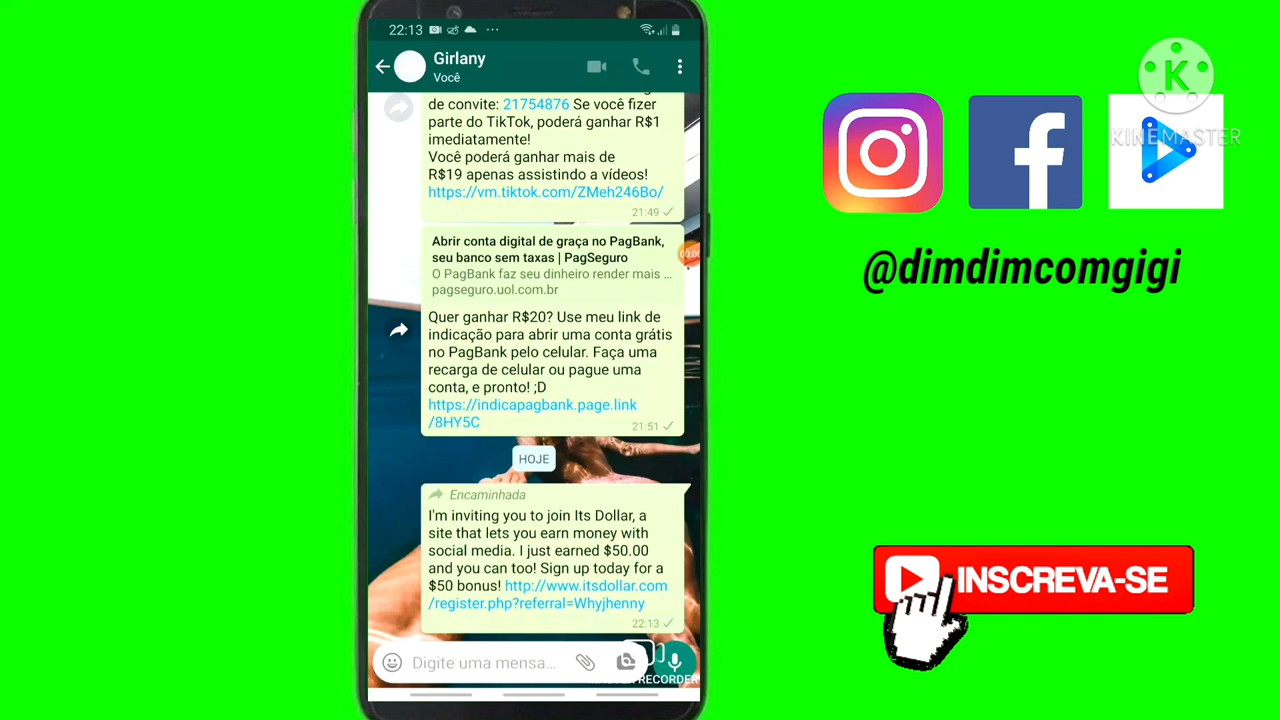 22:13
Girlany
Você
de convite: 21754876 Se você fizer
parte do TikTok, poderá ganhar R$1
imediatamente!
Você poderá ganhar mais de
R$19 apenas assistindo a vídeos!
https://vm.tiktok.com/ZMeh246Bo/
21:49
Abrir conta digital de graça no PagBank,
seu banco sem taxas | PagSeguro
O PagBank faz seu dinheiro render mais ...
pagseguro.uol.com.br
Quer ganhar R$20? Use meu link de
indicação para abrir uma conta grátis
no PagBank pelo celular. Faça uma
recarga de celular ou pague uma
conta, e pronto! ;D
https://indicapagbank.page.link
/8HY5C
21:51
HOJE
Encaminhada
I'm inviting you to join Its Dollar, a
site that lets you earn money with
social media. I just earned $50.00
and you can too! Sign up today for a
$50 bonus! http://www.itsdollar.com
/register.php?referral=Whyjhenny
22:13
Digite uma mensa...
RECORDER
K
KINEMASTER
@dimdimcomgigi
INSCREVA-SE